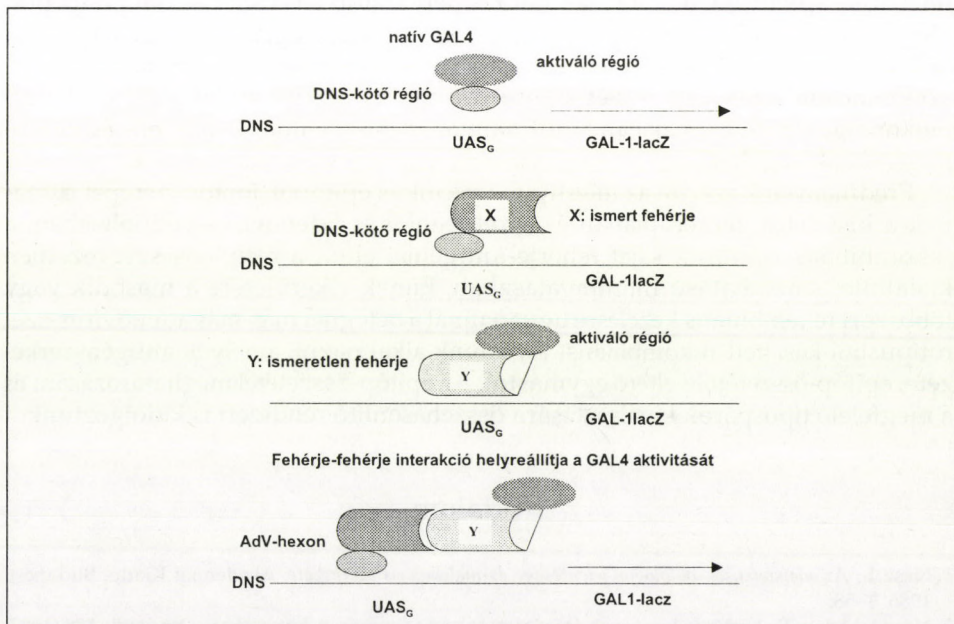 natív GAL4
aktiváló régió
DNS-kötő régió
DNS
UAS_G
GAL-1-lacZ
X
X: ismert fehérje
DNS-kötő régió
DNS
UAS_G
GAL-1lacZ
aktiváló régió
Y: ismeretlen fehérje
Y
UAS_G
GAL-1lacZ
Fehérje-fehérje interakció helyreállítja a GAL4 aktivitását
AdV-hexon
Y
DNS
UAS_G
GAL1-lacz